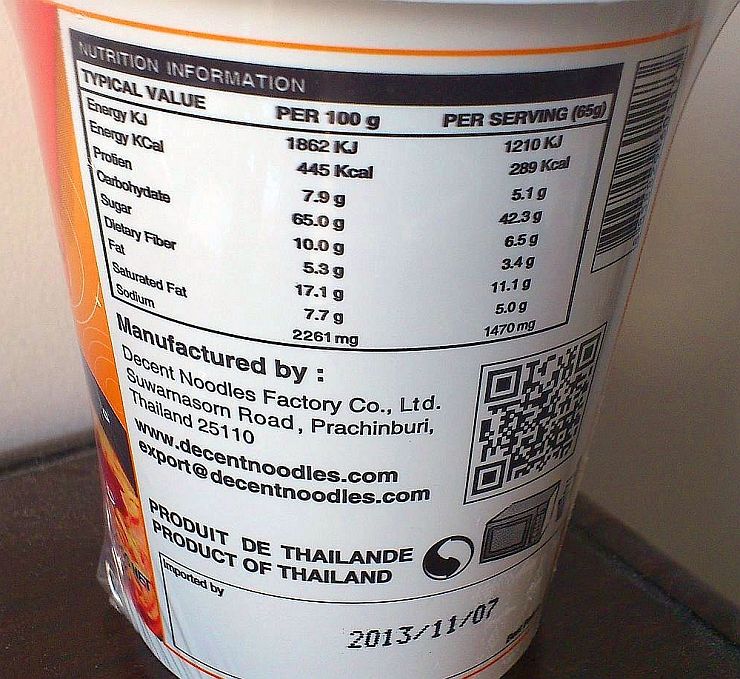 NUTRITION INFORMATION
TYPICAL VALUE PER 100 g PER SERVING (65g)
Energy KJ 1862 KJ 1210 KJ
Energy KCal 445 Kcal 289 Kcal
Protien 7.9 g 5.1 g
Carbohydate 65.0 g 42.3 g
Sugar 10.0 g 6.5 g
Dietary Fiber 5.3 g 3.4 g
Fat 17.1 g 11.1 g
Saturated Fat 7.7 g 5.0 g
Sodium 2261 mg 1470 mg
Manufactured by :
Decent Noodles Factory Co., Ltd.
Suwarnasorn Road, Prachinburi,
Thailand 25110
www.decentnoodles.com
export@decentnoodles.com
PRODUIT DE THAILANDE
PRODUCT OF THAILAND
Imported by
2013/11/07